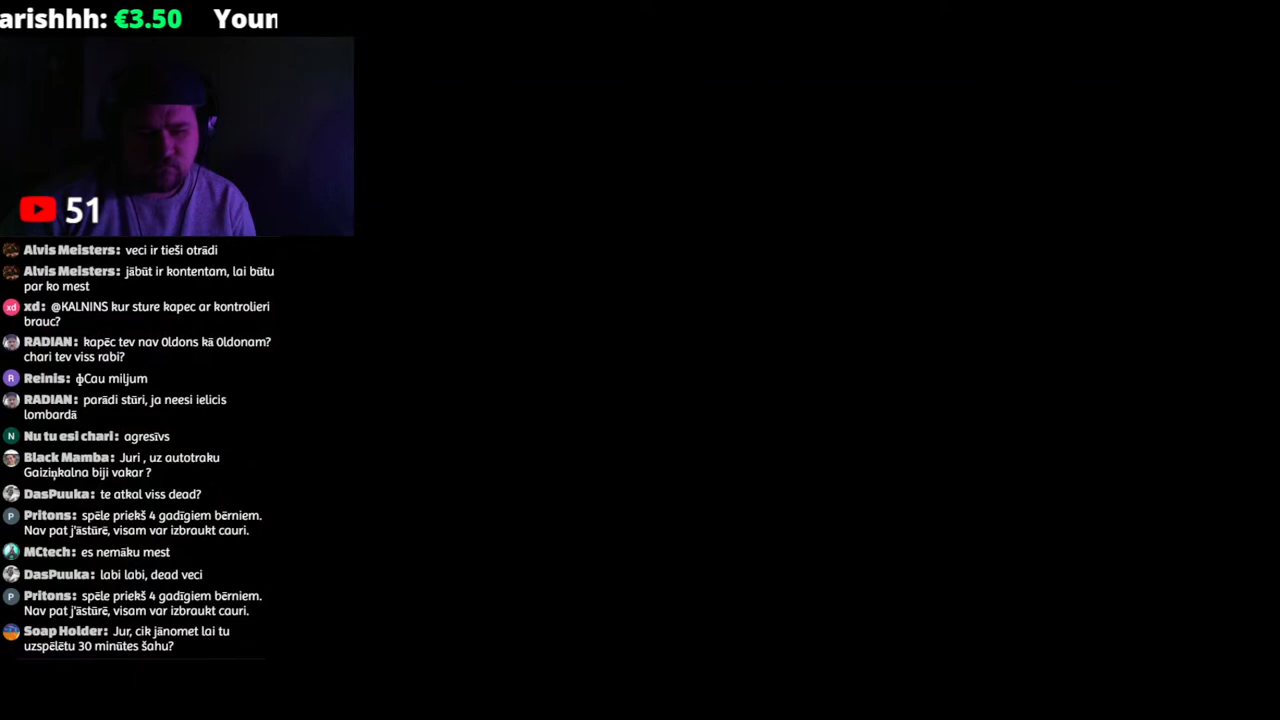 arishhh: €3.50 Your
51
Alvis Meisters: veci ir tieši otrādi
Alvis Meisters: jābūt ir kontentam, lai būtu
par ko mest
xd xd: @KALNINS kur sture kapec ar kontrolieri
brauc?
RADIAN: kapēc tev nav 0ldons kā 0ldonam?
chari tev viss rabi?
R Reinis: фCau miljum
RADIAN: parādi stūri, ja neesi ielicis
lombardā
N Nu tu esi chari: agresīvs
Black Mamba: Juri , uz autotraku
Gaiziņkalna biji vakar ?
DasPuuka: te atkal viss dead?
P Pritons: spēle priekš 4 gadīgiem bērniem.
Nav pat j'āstūrē, visam var izbraukt cauri.
MCtech: es nemāku mest
DasPuuka: labi labi, dead veci
P Pritons: spēle priekš 4 gadīgiem bērniem.
Nav pat j'āstūrē, visam var izbraukt cauri.
Soap Holder: Jur, cik jānomet lai tu
uzspēlētu 30 minūtes šahu?